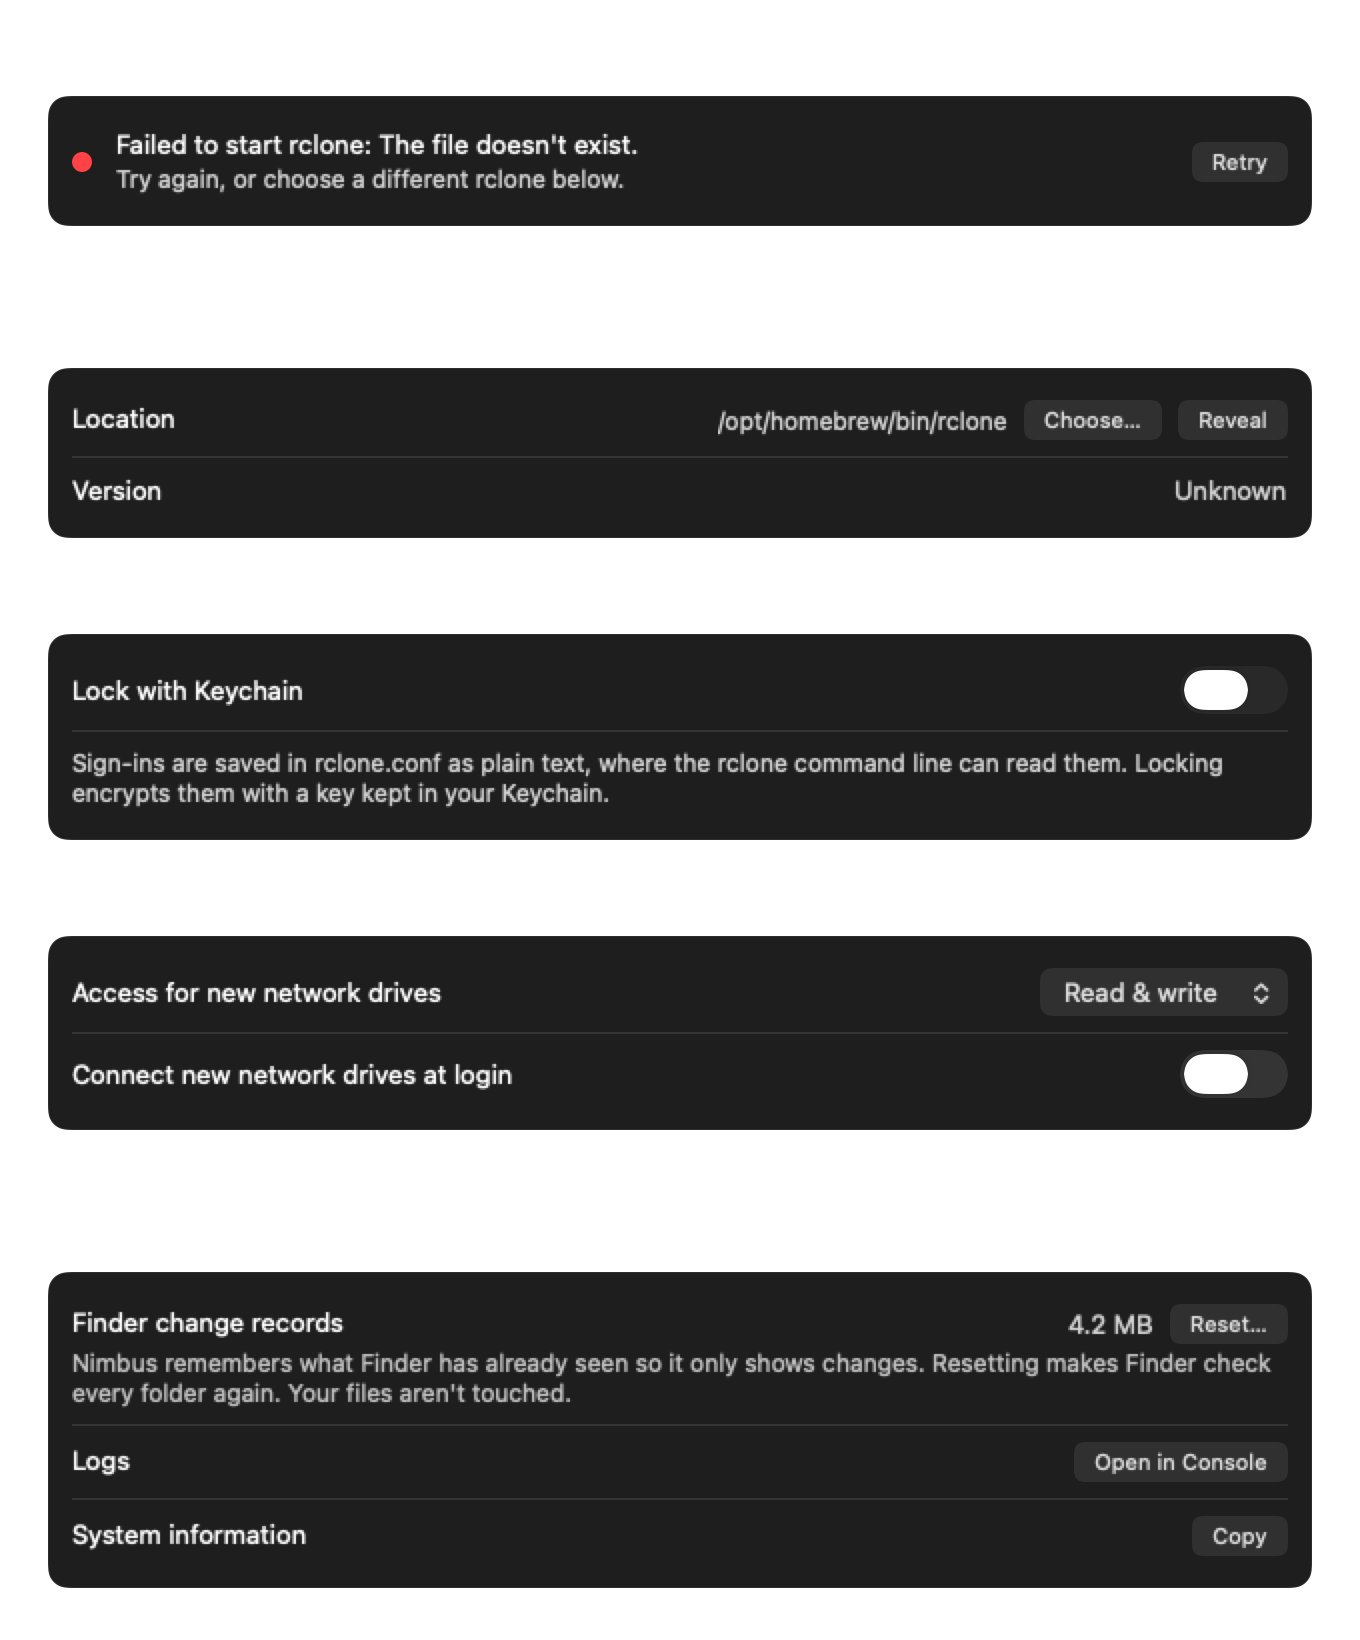 Failed to start rclone: The file doesn't exist.
Try again, or choose a different rclone below.
Retry
Location
/opt/homebrew/bin/rclone
Choose...
Reveal
Version
Unknown
Lock with Keychain
Sign-ins are saved in rclone.conf as plain text, where the rclone command line can read them. Locking
encrypts them with a key kept in your Keychain.
Access for new network drives
Read & write
Connect new network drives at login
Finder change records
4.2 MB
Reset...
Nimbus remembers what Finder has already seen so it only shows changes. Resetting makes Finder check
every folder again. Your files aren't touched.
Logs
Open in Console
System information
Copy